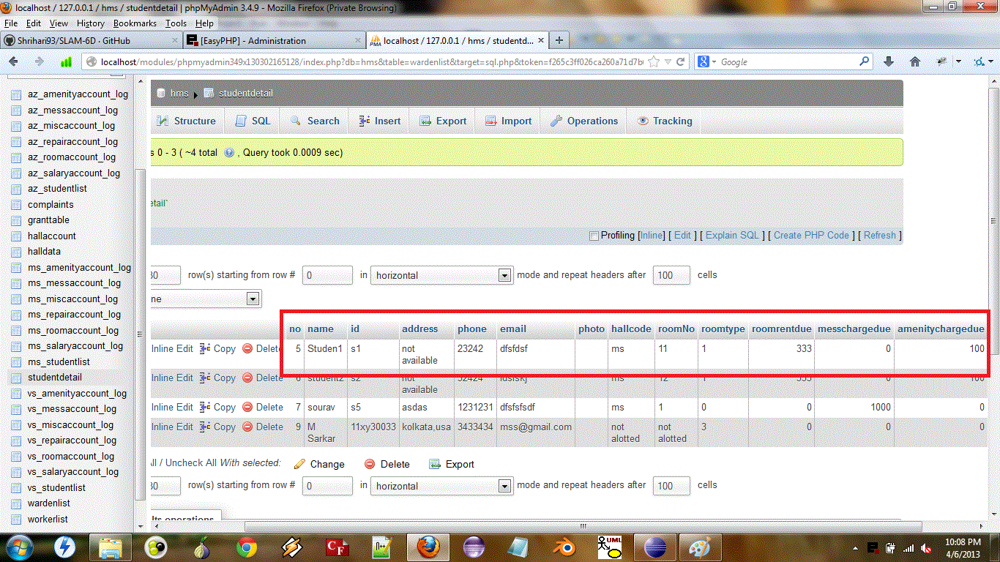 localhost / 127.0.0.1 / hms / studentdetail | phpMyAdmin 3.4.9 - Mozilla Firefox (Private Browsing)
File Edit View History Bookmarks Tools Help
Shrihari93/SLAM-6D · GitHub × [EasyPHP] - Administration × localhost / 127.0.0.1 / hms / studentd... ×
localhost/modules/phpmyadmin349x130302165128/index.php?db=hms&table=wardenlist&target=sql.php&token=f265c3ff026ca260a71d7b Google
az_amenityaccount_log
az_messaccount_log
az_miscaccount_log
az_repairaccount_log
az_roomaccount_log
az_salaryaccount_log
az_studentlist
complaints
granttable
hallaccount
halldata
ms_amenityaccount_log
ms_messaccount_log
ms_miscaccount_log
ms_repairaccount_log
ms_roomaccount_log
ms_salaryaccount_log
ms_studentlist
studentdetail
vs_amenityaccount_log
vs_messaccount_log
vs_miscaccount_log
vs_repairaccount_log
vs_roomaccount_log
vs_salaryaccount_log
vs_studentlist
wardenlist
workerlist
hms studentdetail
Structure SQL Search Insert Export Import Operations Tracking
s 0 - 3 ( ~4 total , Query took 0.0009 sec)
etail`
Profiling [Inline] [ Edit ] [ Explain SQL ] [ Create PHP Code ] [ Refresh ]
30 row(s) starting from row # 0 in horizontal mode and repeat headers after 100 cells
ne
no name id address phone email photo hallcode roomNo roomtype roomrentdue messchargedue amenitychargedue
Inline Edit Copy Delete 5 Studen1 s1 not 23242 dfsfdsf ms 11 1 333 0 100
available
Inline Edit Copy Delete 6 student2 s2 not 32424 fdsfskj ms 12 1 333 0 100
available
Inline Edit Copy Delete 7 sourav s5 asdas 1231231 dfsfsfsdf ms 1 0 0 1000 0
Inline Edit Copy Delete 9 M 11xy30033 kolkata,usa 3433434 mss@gmail.com not not 3 0 0 0
Sarkar alotted alotted
All / Uncheck All With selected: Change Delete Export
30 row(s) starting from row # 0 in horizontal mode and repeat headers after 100 cells
lts operations
CF UML
10:08 PM
4/6/2013